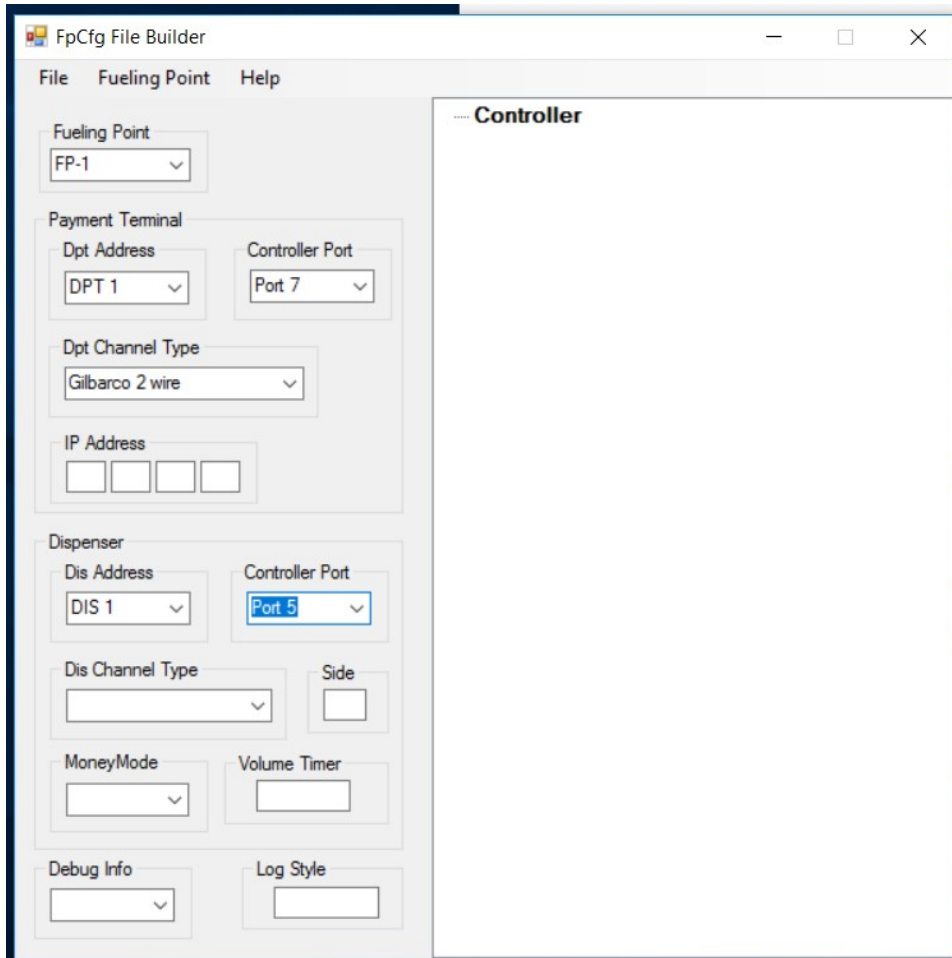 FpCfg File Builder
File Fueling Point Help
Controller
Fueling Point
FP-1
Payment Terminal
Dpt Address Controller Port
DPT 1 Port 7
Dpt Channel Type
Gilbarco 2 wire
IP Address
Dispenser
Dis Address Controller Port
DIS 1 Port 5
Dis Channel Type Side
MoneyMode Volume Timer
Debug Info Log Style